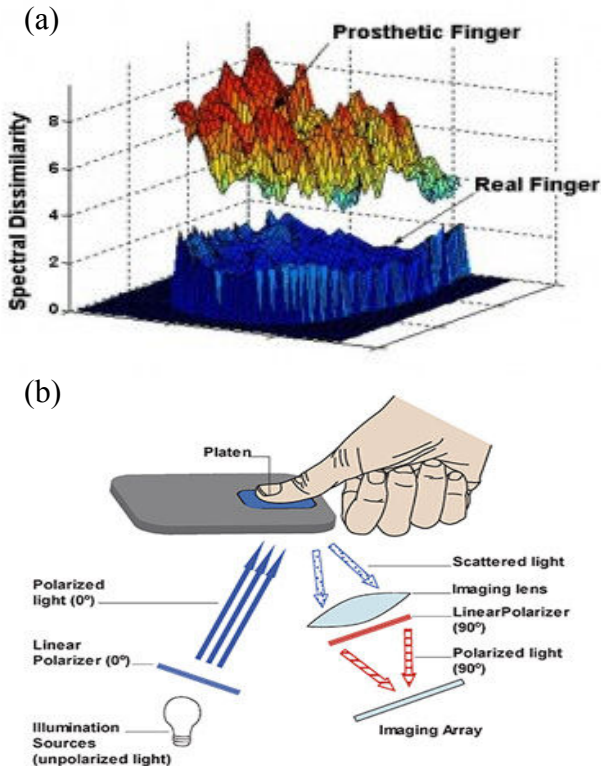 (a)
Prosthetic Finger
Real Finger
Spectral Dissimilarity
8
6
4
2
0
(b)
Platen
Polarized
light (0º)
Linear
Polarizer (0º)
Illumination
Sources
(unpolarized light)
Scattered light
Imaging lens
LinearPolarizer
(90º)
Polarized light
(90º)
Imaging Array